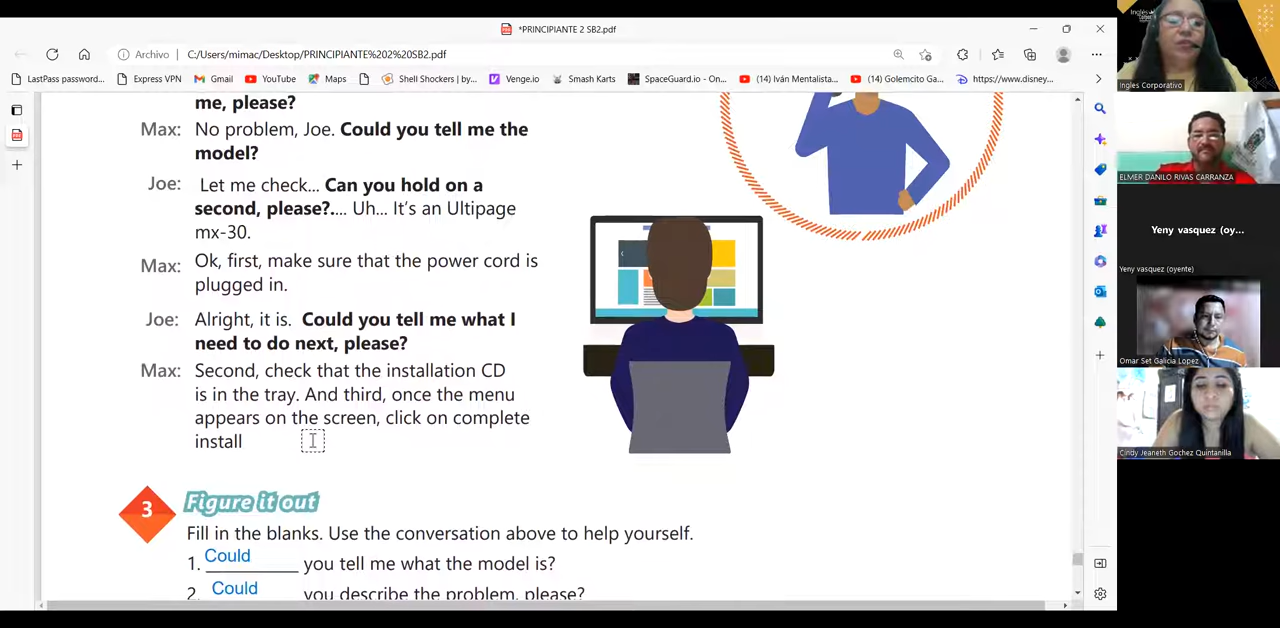 *PRINCIPIANTE 2 SB2.pdf
Archivo C:/Users/mimac/Desktop/PRINCIPIANTE%202%20SB2.pdf
LastPass password... Express VPN Gmail YouTube Maps Shell Shockers | by... Venge.io Smash Karts SpaceGuard.io - On... (14) Iván Mentalista... (14) Golemcito Ga... https://www.disney...
me, please?
Max: No problem, Joe. Could you tell me the
model?
Joe: Let me check... Can you hold on a
second, please?.... Uh... It's an Ultipage
mx-30.
Max: Ok, first, make sure that the power cord is
plugged in.
Joe: Alright, it is. Could you tell me what I
need to do next, please?
Max: Second, check that the installation CD
is in the tray. And third, once the menu
appears on the screen, click on complete
install
3 Figure it out
Fill in the blanks. Use the conversation above to help yourself.
1. Could you tell me what the model is?
2. Could you describe the problem, please?
Ingles Corporativo
ELMER DANILO RIVAS CARRANZA
Yeny vasquez (oy...
Yeny vasquez (oyente)
Omar Set Galicia Lopez
Cindy Jeaneth Gochez Quintanilla